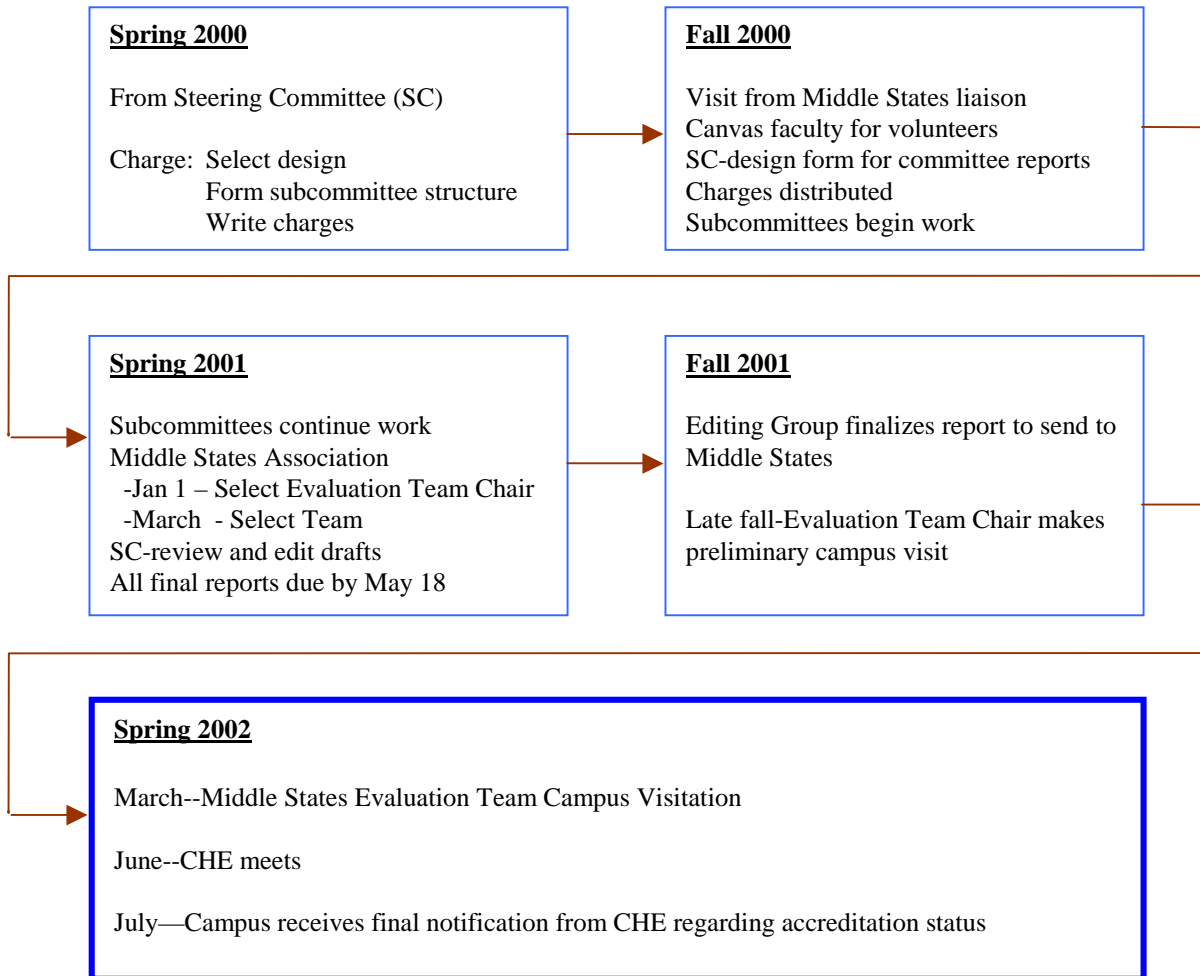 Spring 2000
From Steering Committee (SC)
Charge: Select design
Form subcommittee structure
Write charges
Fall 2000
Visit from Middle States liaison
Canvas faculty for volunteers
SC-design form for committee reports
Charges distributed
Subcommittees begin work
Spring 2001
Subcommittees continue work
Middle States Association
-Jan 1 – Select Evaluation Team Chair
-March - Select Team
SC-review and edit drafts
All final reports due by May 18
Fall 2001
Editing Group finalizes report to send to
Middle States
Late fall-Evaluation Team Chair makes
preliminary campus visit
Spring 2002
March--Middle States Evaluation Team Campus Visitation
June--CHE meets
July—Campus receives final notification from CHE regarding accreditation status